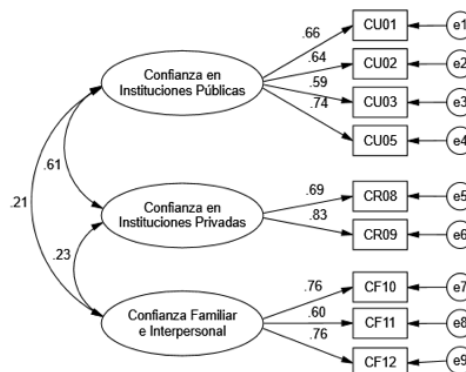 .66
CU01
e1
.64
CU02
e2
Confianza en
Instituciones Públicas
.59
CU03
e3
.74
CU05
e4
.61
.21
.69
CR08
e5
Confianza en
Instituciones Privadas
.83
CR09
e6
.23
.76
CF10
e7
Confianza Familiar
e Interpersonal
.60
CF11
e8
.76
CF12
e9